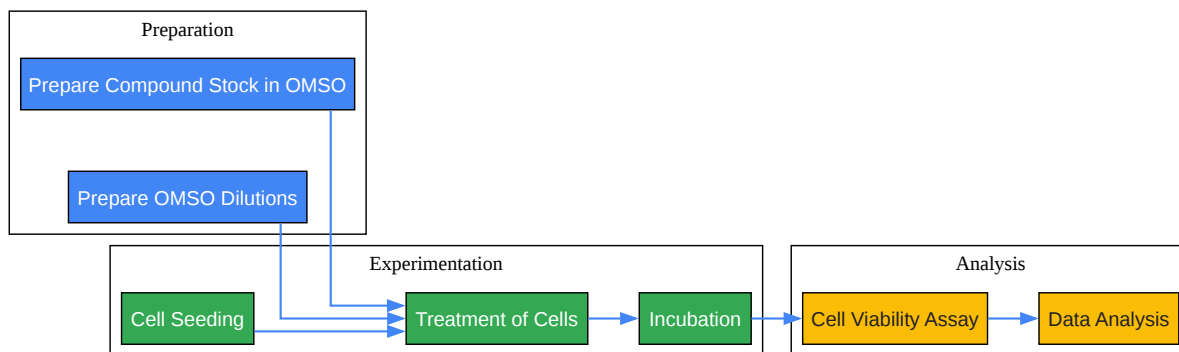 Preparation
Prepare Compound Stock in OMSO
Prepare OMSO Dilutions
Experimentation
Cell Seeding
Treatment of Cells
Incubation
Analysis
Cell Viability Assay
Data Analysis